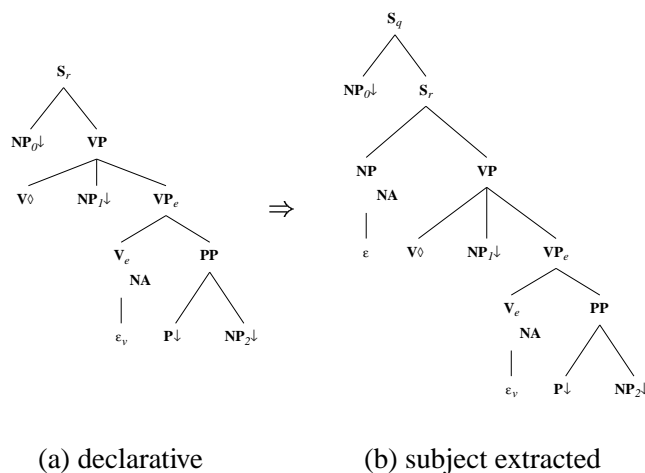 S_q
S_r NP_0↓ S_r
NP_0↓ VP NP VP
NA
V◊ NP_1↓ VP_e ⇒ ε V◊ NP_1↓ VP_e
V_e PP V_e PP
NA NA
ε_v P↓ NP_2↓ ε_v P↓ NP_2↓
(a) declarative (b) subject extracted